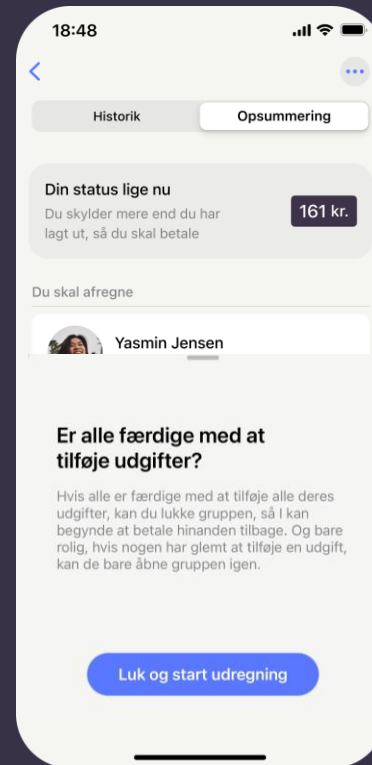 18:48
Historik
Opsummering
Din status lige nu
Du skylder mere end du har
lagt ut, så du skal betale
161 kr.
Du skal afregne
Yasmin Jensen
Er alle færdige med at
tilføje udgifter?
Hvis alle er færdige med at tilføje alle deres
udgifter, kan du lukke gruppen, så I kan
begynde at betale hinanden tilbage. Og bare
rolig, hvis nogen har glemt at tilføje en udgift,
kan de bare åbne gruppen igen.
Luk og start udregning